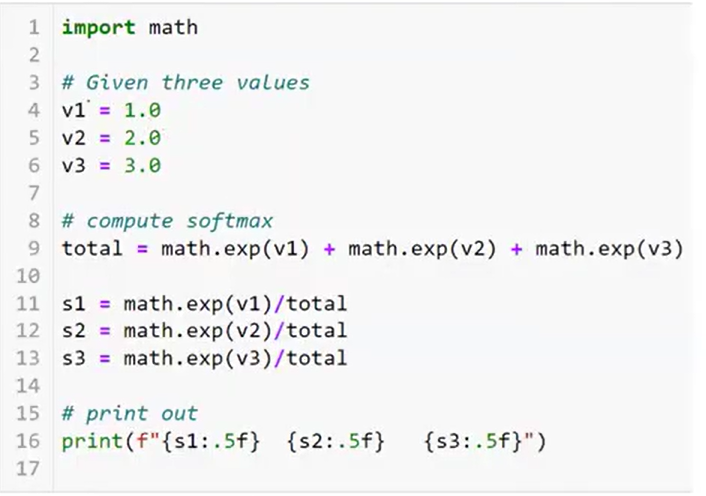 1 import math
2
3 # Given three values
4 v1 = 1.0
5 v2 = 2.0
6 v3 = 3.0
7
8 # compute softmax
9 total = math.exp(v1) + math.exp(v2) + math.exp(v3)
10
11 s1 = math.exp(v1)/total
12 s2 = math.exp(v2)/total
13 s3 = math.exp(v3)/total
14
15 # print out
16 print(f"{s1:.5f}  {s2:.5f}   {s3:.5f}")
17